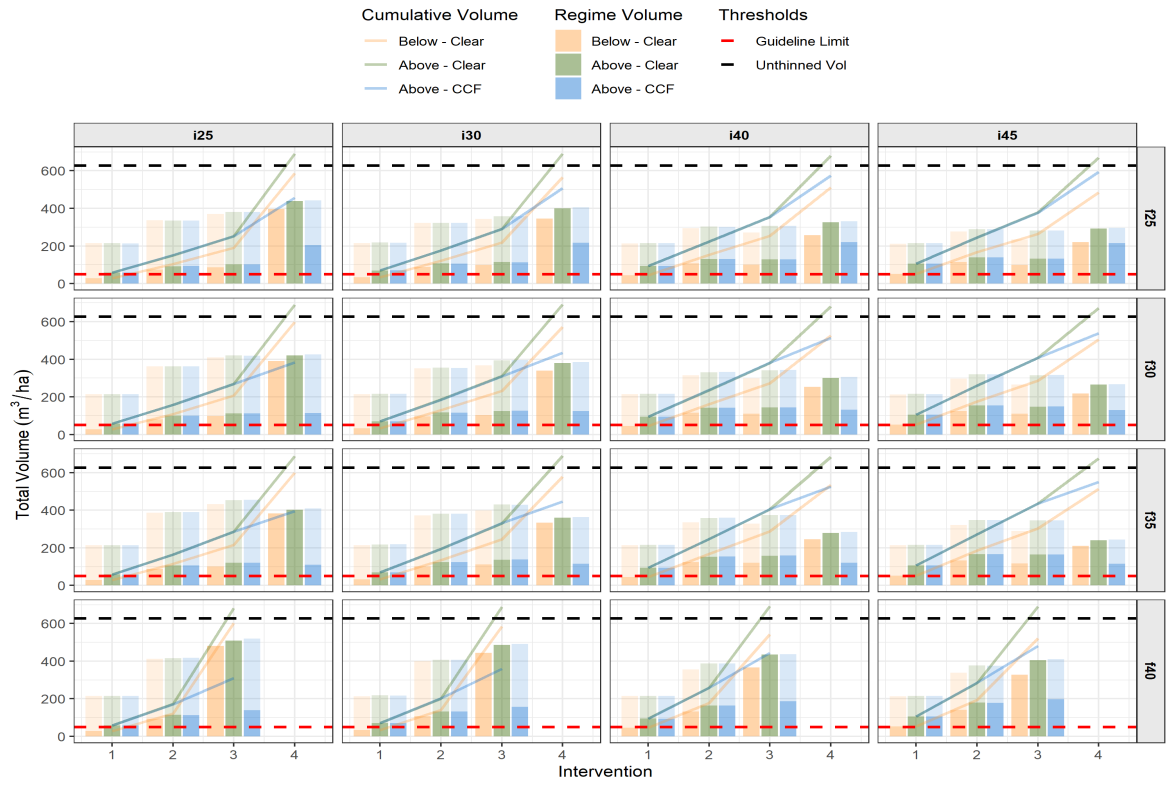 Cumulative Volume Regime Volume Thresholds
Below - Clear Below - Clear Guideline Limit
Above - Clear Above - Clear Unthinned Vol
Above - CCF Above - CCF
i25 i30 i40 i45
600
400
200
0
f25
600
400
200
0
f30
600
400
200
0
f35
600
400
200
0
f40
Total Volume (m³/ha)
1 2 3 4 1 2 3 4 1 2 3 4 1 2 3 4
Intervention